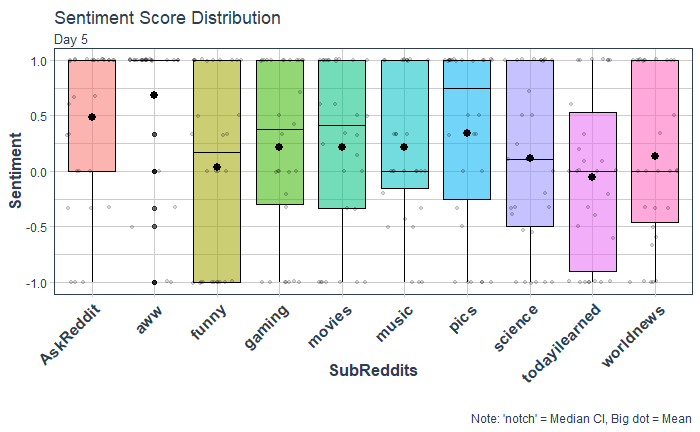 Sentiment Score Distribution
Day 5
Sentiment
1.0
0.5
0.0
-0.5
-1.0
AskReddit
aww
funny
gaming
movies
music
pics
science
todayilearned
worldnews
SubReddits
Note: 'notch' = Median CI, Big dot = Mean